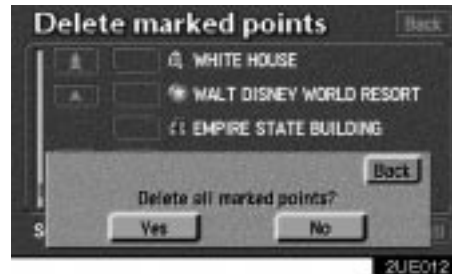 Delete marked points Back
WHITE HOUSE
WALT DISNEY WORLD RESORT
EMPIRE STATE BUILDING
Back
Delete all marked points?
Yes No
S
2UE012